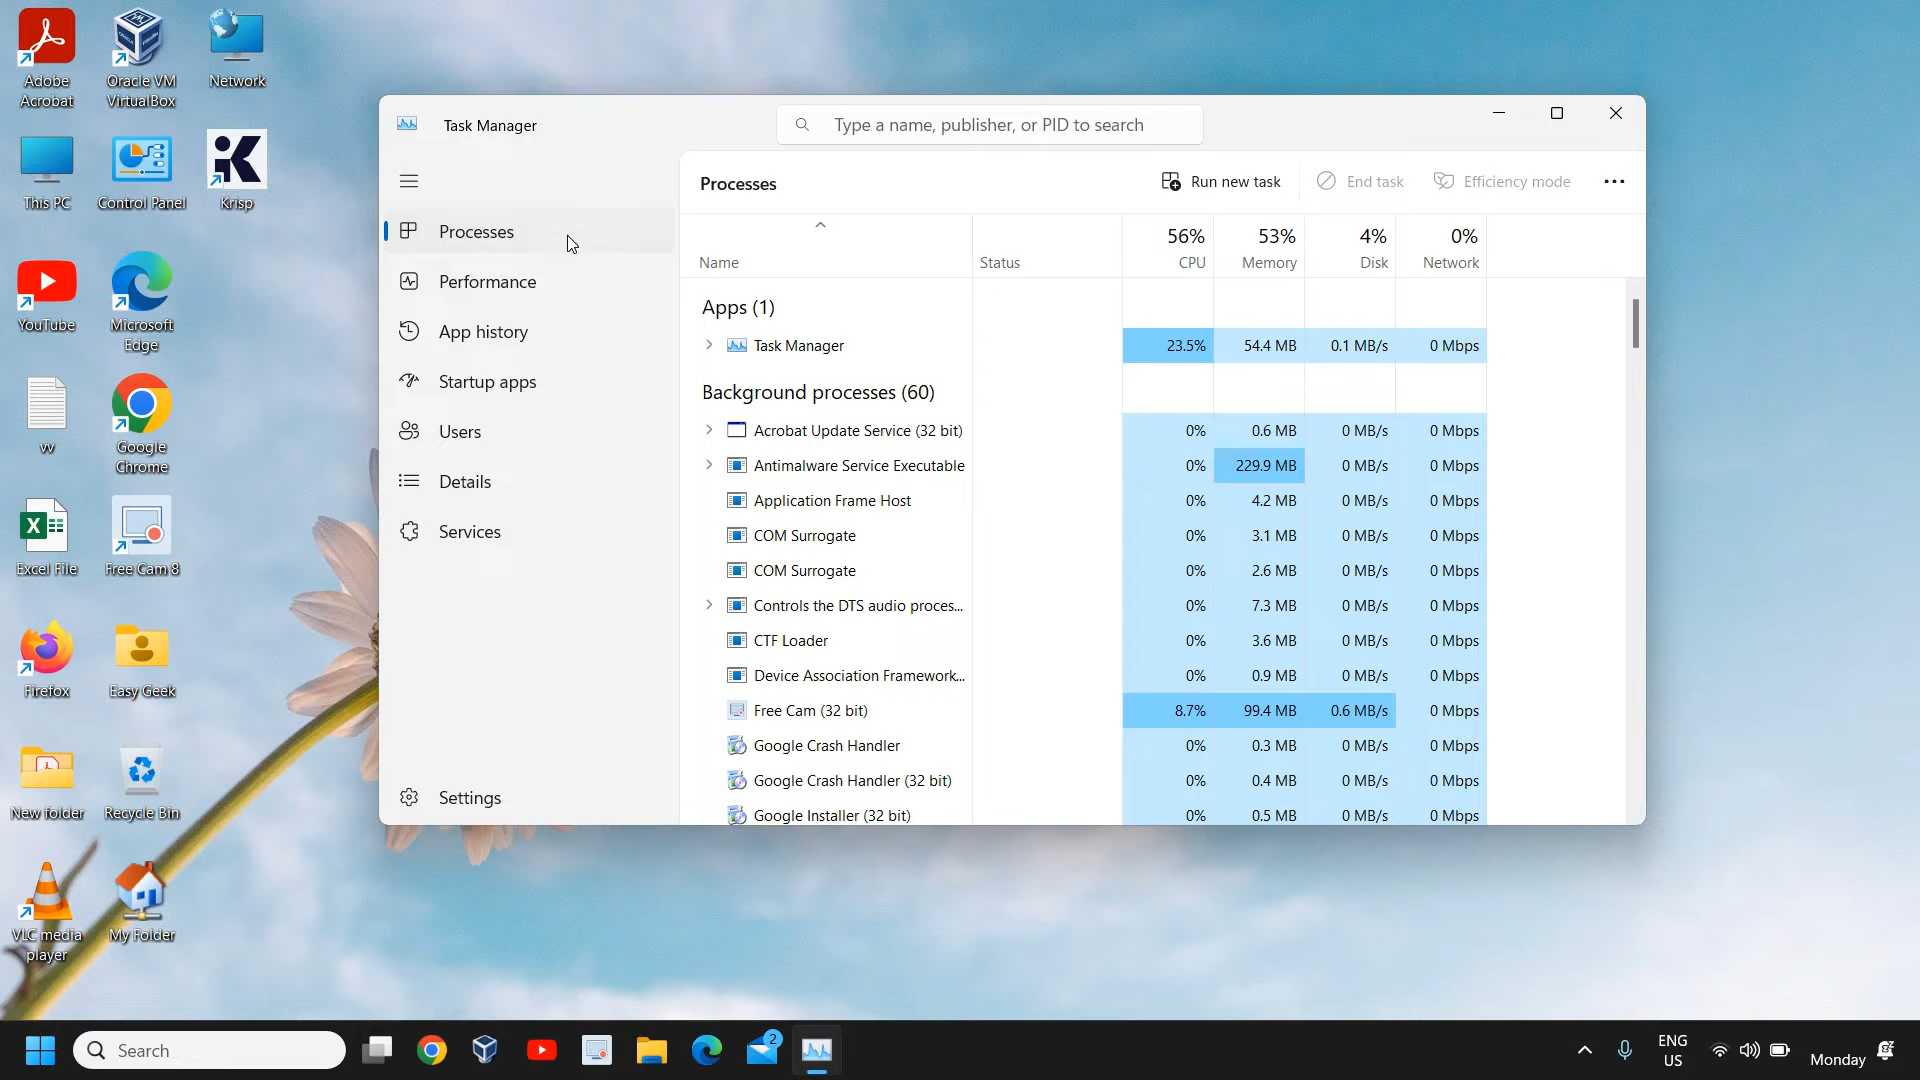 Adobe
Acrobat
Oracle VM
VirtualBox
Network
This PC
Control Panel
Krisp
YouTube
Microsoft
Edge
vv
Google
Chrome
Excel File
Free Cam 8
Firefox
Easy Geek
New folder
Recycle Bin
VLC media
player
My Folder
Task Manager
Type a name, publisher, or PID to search
Processes
Performance
App history
Startup apps
Users
Details
Services
Settings
Processes
Run new task
End task
Efficiency mode
56% 53% 4% 0%
Name Status CPU Memory Disk Network
Apps (1)
Task Manager 23.5% 54.4 MB 0.1 MB/s 0 Mbps
Background processes (60)
Acrobat Update Service (32 bit) 0% 0.6 MB 0 MB/s 0 Mbps
Antimalware Service Executable 0% 229.9 MB 0 MB/s 0 Mbps
Application Frame Host 0% 4.2 MB 0 MB/s 0 Mbps
COM Surrogate 0% 3.1 MB 0 MB/s 0 Mbps
COM Surrogate 0% 2.6 MB 0 MB/s 0 Mbps
Controls the DTS audio proces... 0% 7.3 MB 0 MB/s 0 Mbps
CTF Loader 0% 3.6 MB 0 MB/s 0 Mbps
Device Association Framework... 0% 0.9 MB 0 MB/s 0 Mbps
Free Cam (32 bit) 8.7% 99.4 MB 0.6 MB/s 0 Mbps
Google Crash Handler 0% 0.3 MB 0 MB/s 0 Mbps
Google Crash Handler (32 bit) 0% 0.4 MB 0 MB/s 0 Mbps
Google Installer (32 bit) 0% 0.5 MB 0 MB/s 0 Mbps
Search
2
ENG
US
Monday